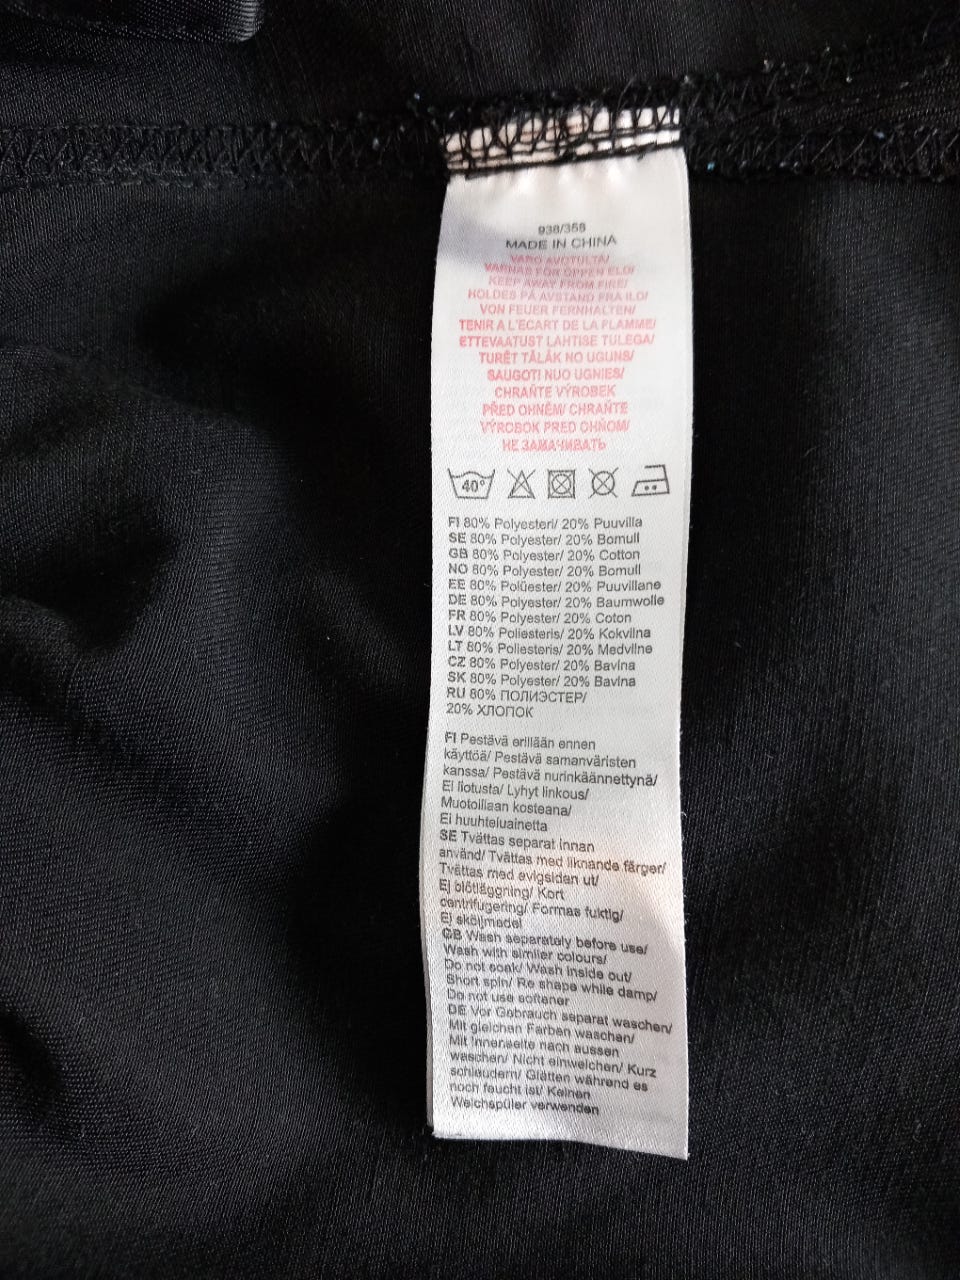 938/358
MADE IN CHINA
VARO AVOTULTA/
VARNAS FÖR ÖPPEN ELD/
KEEP AWAY FROM FIRE/
HOLDES PÅ AVSTAND FRA ILD/
VON FEUER FERNHALTEN/
TENIR A L'ECART DE LA FLAMME/
ETTEVAATUST LAHTISE TULEGA/
TURĒT TĀLĀK NO UGUNS/
SAUGOTI NUO UGNIES/
CHRAŇTE VÝROBEK
PŘED OHNĚM/ CHRAŇTE
VÝROBOK PRED OHŇOM/
НЕ ЗАМАЧИВАТЬ
40°
FI 80% Polyesteri/ 20% Puuvilla
SE 80% Polyester/ 20% Bomull
GB 80% Polyester/ 20% Cotton
NO 80% Polyester/ 20% Bomull
EE 80% Polüester/ 20% Puuvillane
DE 80% Polyester/ 20% Baumwolle
FR 80% Polyester/ 20% Coton
LV 80% Poliesteris/ 20% Kokvilna
LT 80% Poliesteris/ 20% Medvilne
CZ 80% Polyester/ 20% Bavlna
SK 80% Polyester/ 20% Bavlna
RU 80% ПОЛИЭСТЕР/
20% ХЛОПОК
FI Pestävä erillään ennen
käyttöä/ Pestävä samanväristen
kanssa/ Pestävä nurinkäännettynä/
Ei liotusta/ Lyhyt linkous/
Muotoillaan kosteana/
Ei huuhteluainetta
SE Tvättas separat innan
använd/ Tvättas med liknande färger/
Tvättas med avigsidan ut/
Ej blötläggning/ Kort
centrifugering/ Formas fuktig/
Ej sköljmedel
GB Wash separately before use/
Wash with similer colours/
Do not soak/ Wash inside out/
Short spin/ Re shape while damp/
Do not use softener
DE Vor Gebrauch separat waschen/
Mit gleichen Farben waschen/
Mit Innenseite nach aussen
waschen/ Nicht einweichen/ Kurz
schleudern/ Glätten während es
noch feucht ist/ Keinen
Weichspüler verwenden